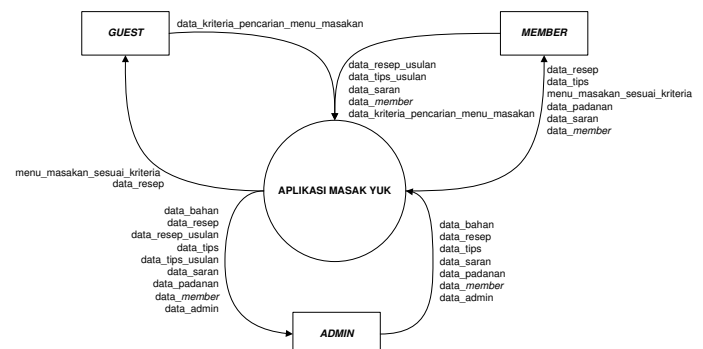 GUEST
data_kriteria_pencarian_menu_masakan
MEMBER
data_resep_usulan
data_tips_usulan
data_saran
data_member
data_kriteria_pencarian_menu_masakan
data_resep
data_tips
menu_masakan_sesuai_kriteria
data_padanan
data_saran
data_member
menu_masakan_sesuai_kriteria
data_resep
APLIKASI MASAK YUK
data_bahan
data_resep
data_resep_usulan
data_tips
data_tips_usulan
data_saran
data_padanan
data_member
data_admin
data_bahan
data_resep
data_tips
data_saran
data_padanan
data_member
data_admin
ADMIN